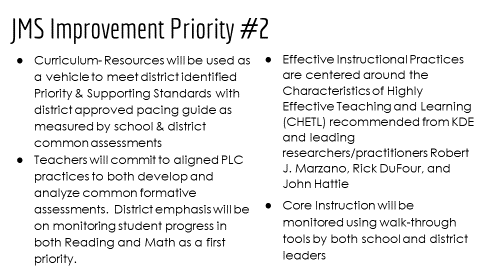 JMS Improvement Priority #2
● Curriculum- Resources will be used as
a vehicle to meet district identified
Priority & Supporting Standards with
district approved pacing guide as
measured by school & district
common assessments
● Teachers will commit to aligned PLC
practices to both develop and
analyze common formative
assessments. District emphasis will be
on monitoring student progress in
both Reading and Math as a first
priority.
● Effective Instructional Practices
are centered around the
Characteristics of Highly
Effective Teaching and Learning
(CHETL) recommended from KDE
and leading
researchers/practitioners Robert
J. Marzano, Rick DuFour, and
John Hattie
● Core Instruction will be
monitored using walk-through
tools by both school and district
leaders